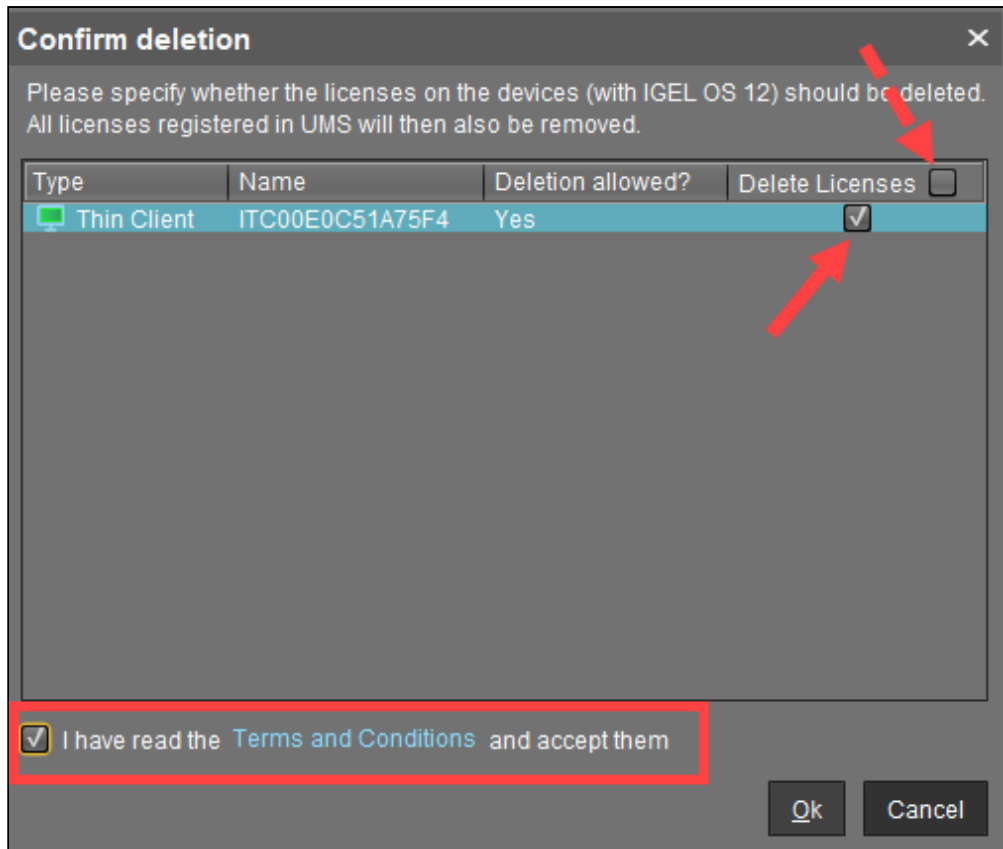 Confirm deletion
Please specify whether the licenses on the devices (with IGEL OS 12) should be deleted.
All licenses registered in UMS will then also be removed.
Type Name Deletion allowed? Delete Licenses
Thin Client ITC00E0C51A75F4 Yes
I have read the Terms and Conditions and accept them
Ok Cancel